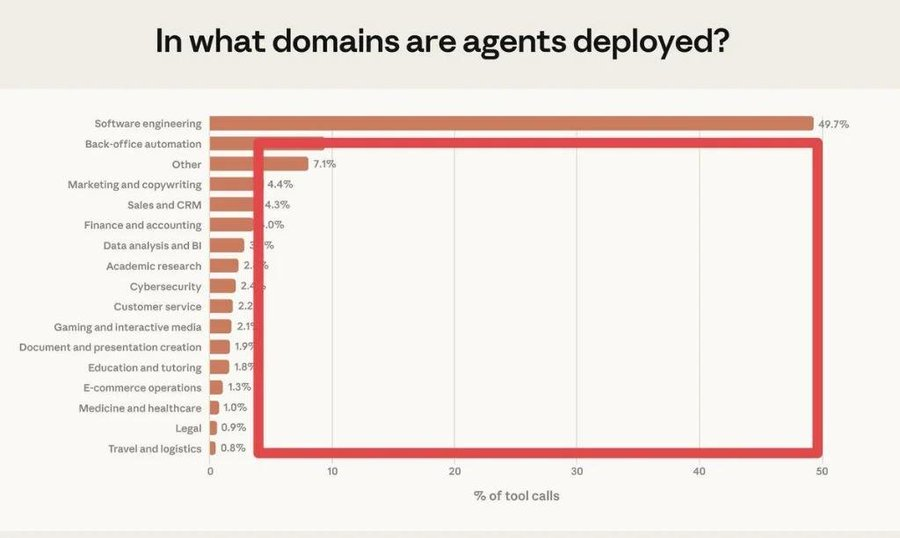 In what domains are agents deployed?
Software engineering 49.7%
Back-office automation
Other 7.1%
Marketing and copywriting 4.4%
Sales and CRM 4.3%
Finance and accounting
Data analysis and BI
Academic research
Cybersecurity
Customer service
Gaming and interactive media 2.1%
Document and presentation creation 1.9%
Education and tutoring 1.8%
E-commerce operations 1.3%
Medicine and healthcare 1.0%
Legal 0.9%
Travel and logistics 0.8%
0 10 20 30 40 50
% of tool calls